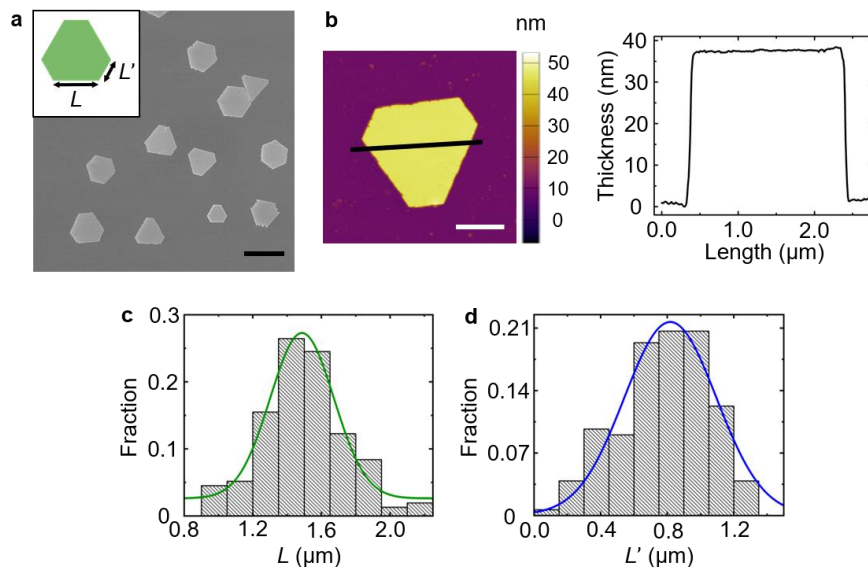 a
L
L'
b
nm
50
40
30
20
10
0
Thickness (nm)
40
30
20
10
0
0.0
1.0
2.0
Length (μm)
c
Fraction
0.3
0.2
0.1
0
0.8
1.2
1.6
2.0
L (μm)
d
Fraction
0.21
0.14
0.07
0
0.0
0.4
0.8
1.2
L' (μm)